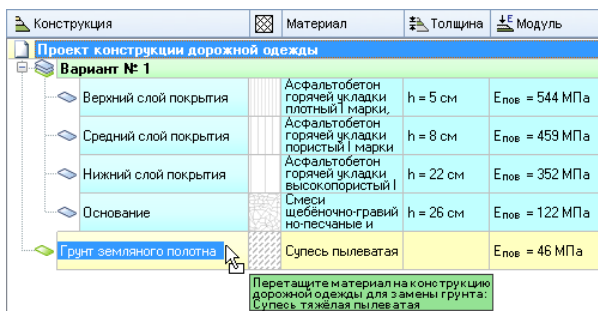 Конструкция Материал Толщина Модуль
Проект конструкции дорожной одежды
Вариант № 1
Верхний слой покрытия
Асфальтобетон
горячей укладки
плотный I марки,
h = 5 см
Eпов = 544 МПа
Средний слой покрытия
Асфальтобетон
горячей укладки
пористый I марки
h = 8 см
Eпов = 459 МПа
Нижний слой покрытия
Асфальтобетон
горячей укладки
высокопористый I
h = 22 см
Eпов = 352 МПа
Основание
Смеси
щебёночно-гравий
но-песчаные и
h = 26 см
Eпов = 122 МПа
Грунт земляного полотна
Супесь пылеватая
Eпов = 46 МПа
Перетащите материал на конструкцию
дорожной одежды для замены грунта:
Супесь тяжёлая пылеватая